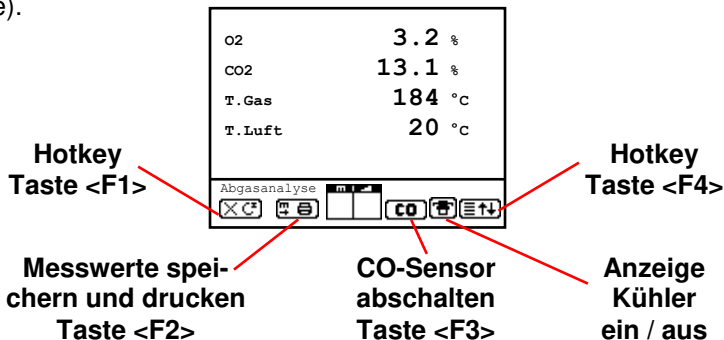 e).
O2 3.2 %
CO2 13.1 %
T.Gas 184 °C
T.Luft 20 °C
Abgasanalyse m
CO
Hotkey
Taste <F1>
Hotkey
Taste <F4>
Messwerte spei-
chern und drucken
Taste <F2>
CO-Sensor
abschalten
Taste <F3>
Anzeige
Kühler
ein / aus